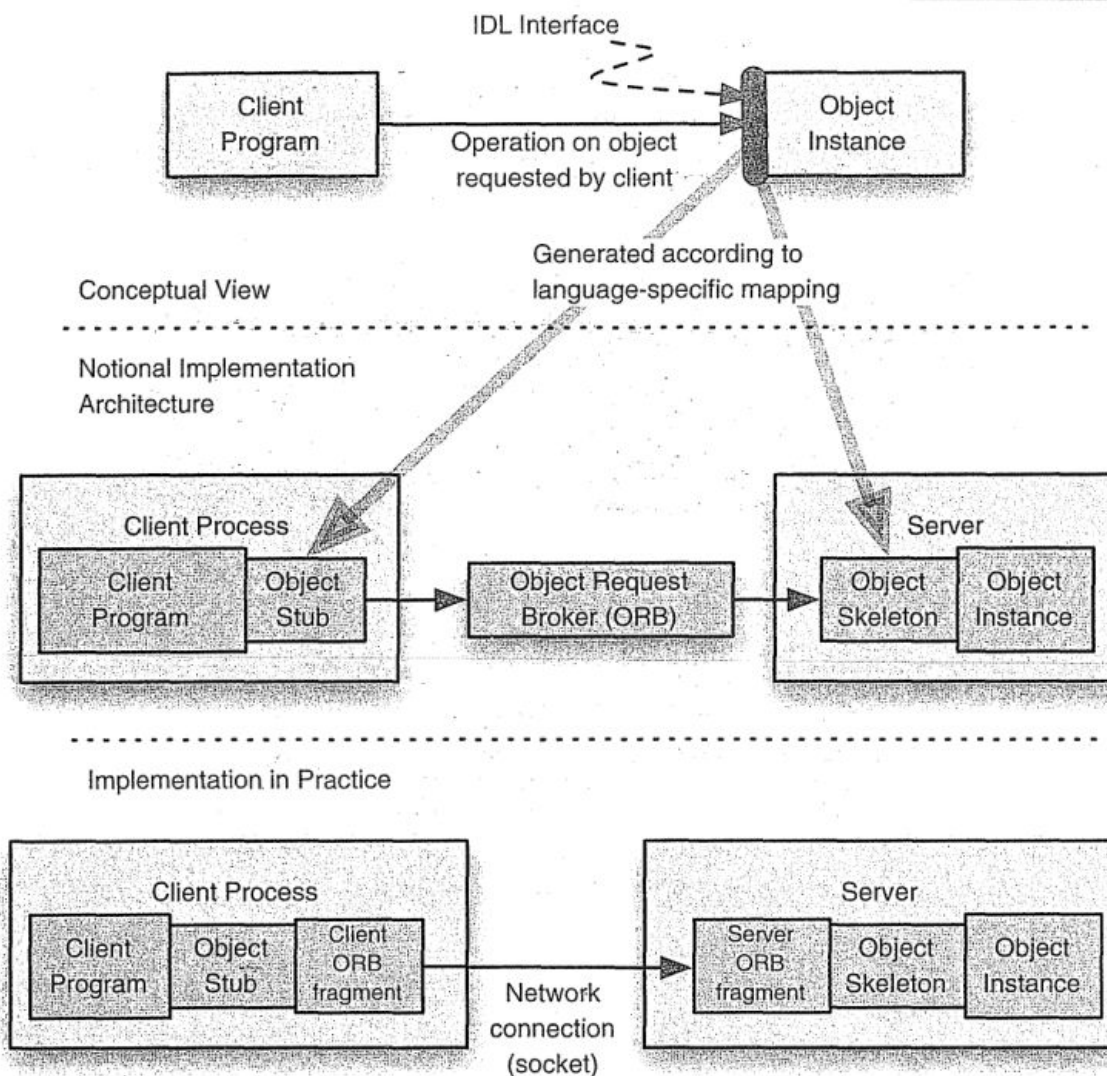 IDL Interface
Client
Program
Object
Instance
Operation on object
requested by client
Generated according to
language-specific mapping
Conceptual View
Notional Implementation
Architecture
Client Process
Client
Program
Object
Stub
Object Request
Broker (ORB)
Server
Object
Skeleton
Object
Instance
Implementation in Practice
Client Process
Client
Program
Object
Stub
Client
ORB
fragment
Network
connection
(socket)
Server
Server
ORB
fragment
Object
Skeleton
Object
Instance